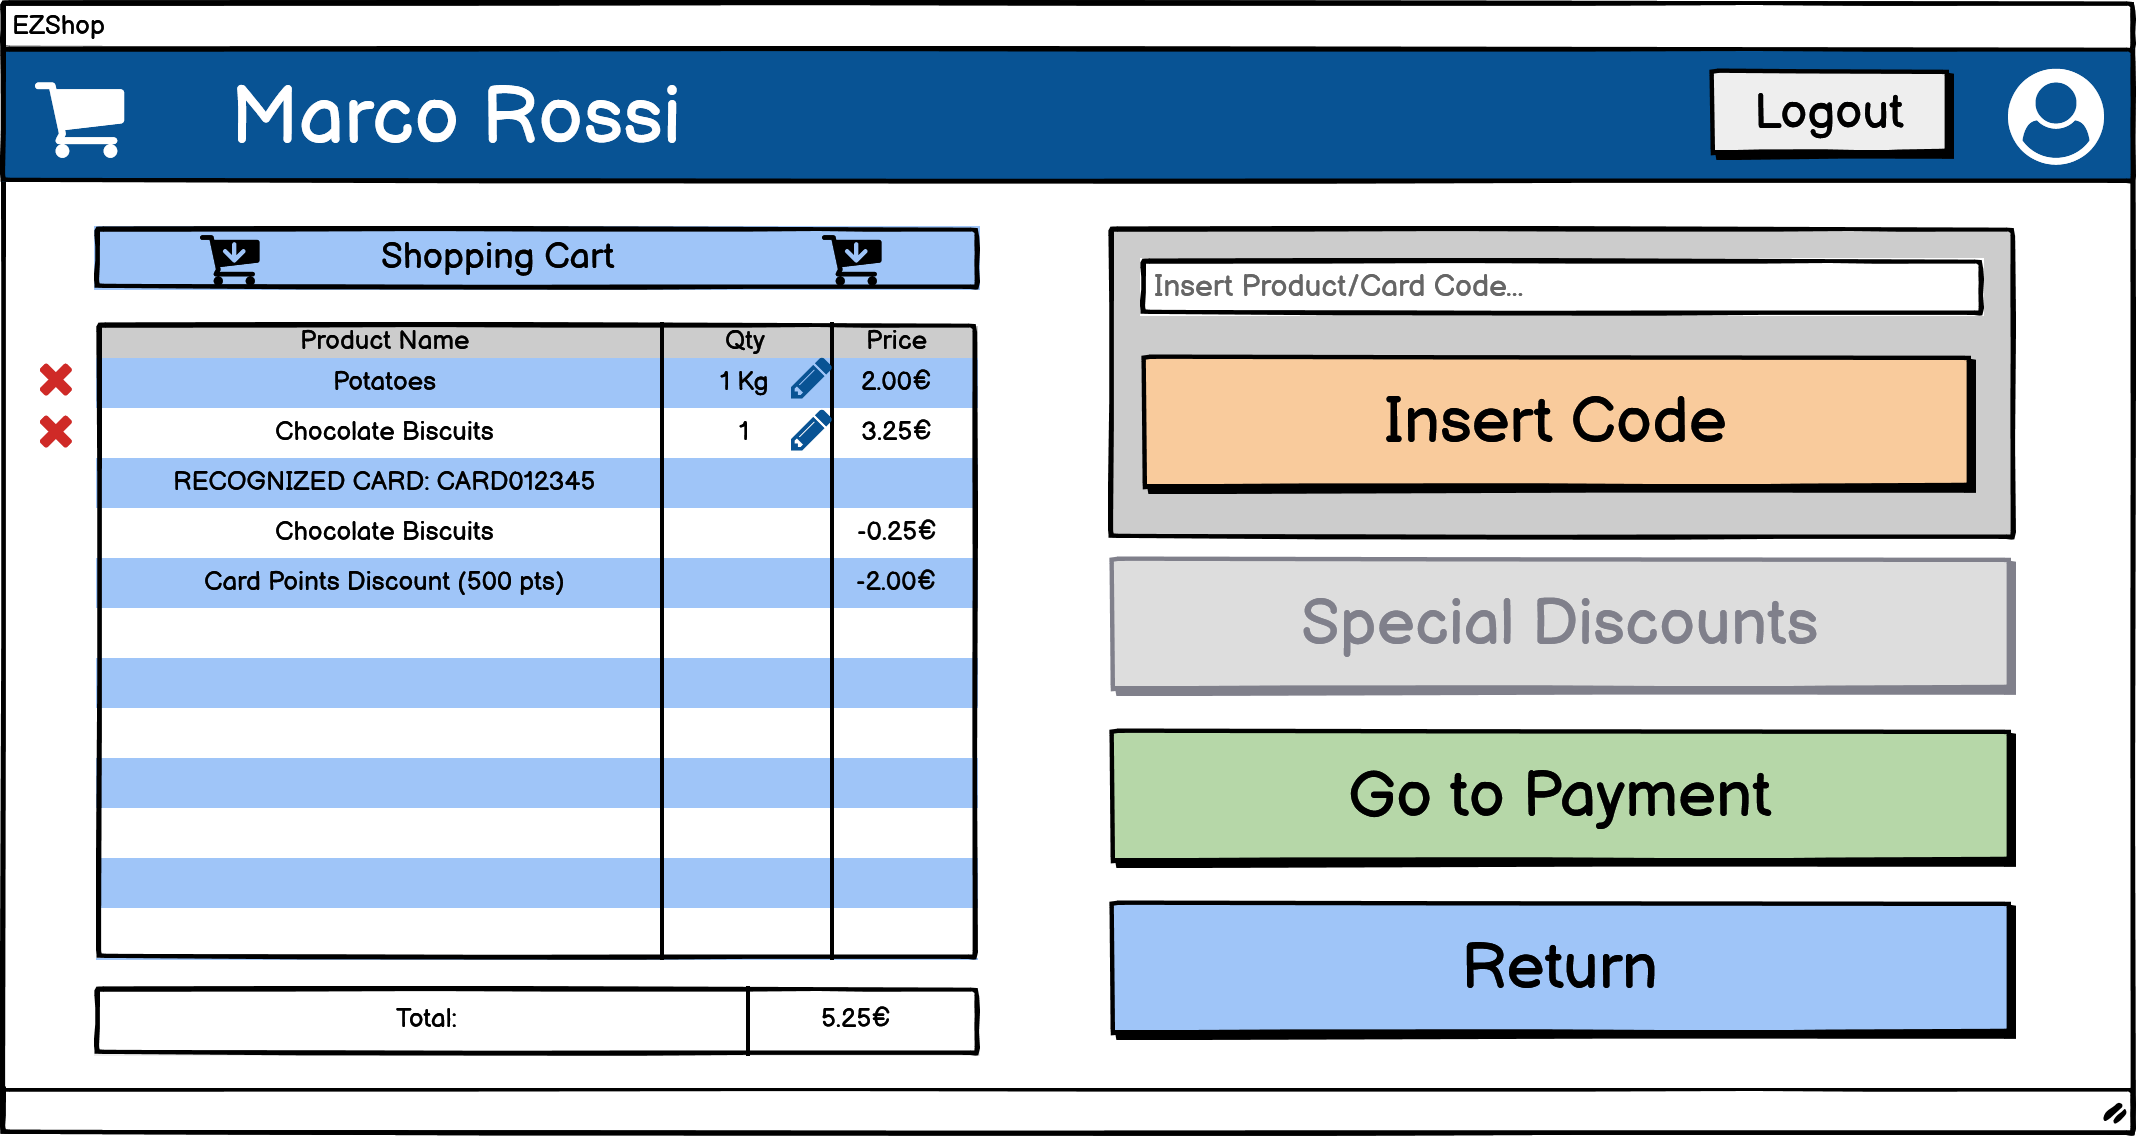 EZShop
Marco Rossi
Logout
Shopping Cart
Product Name Qty Price
Potatoes 1 Kg 2.00€
Chocolate Biscuits 1 3.25€
RECOGNIZED CARD: CARD012345
Chocolate Biscuits -0.25€
Card Points Discount (500 pts) -2.00€
Total: 5.25€
Insert Product/Card Code...
Insert Code
Special Discounts
Go to Payment
Return